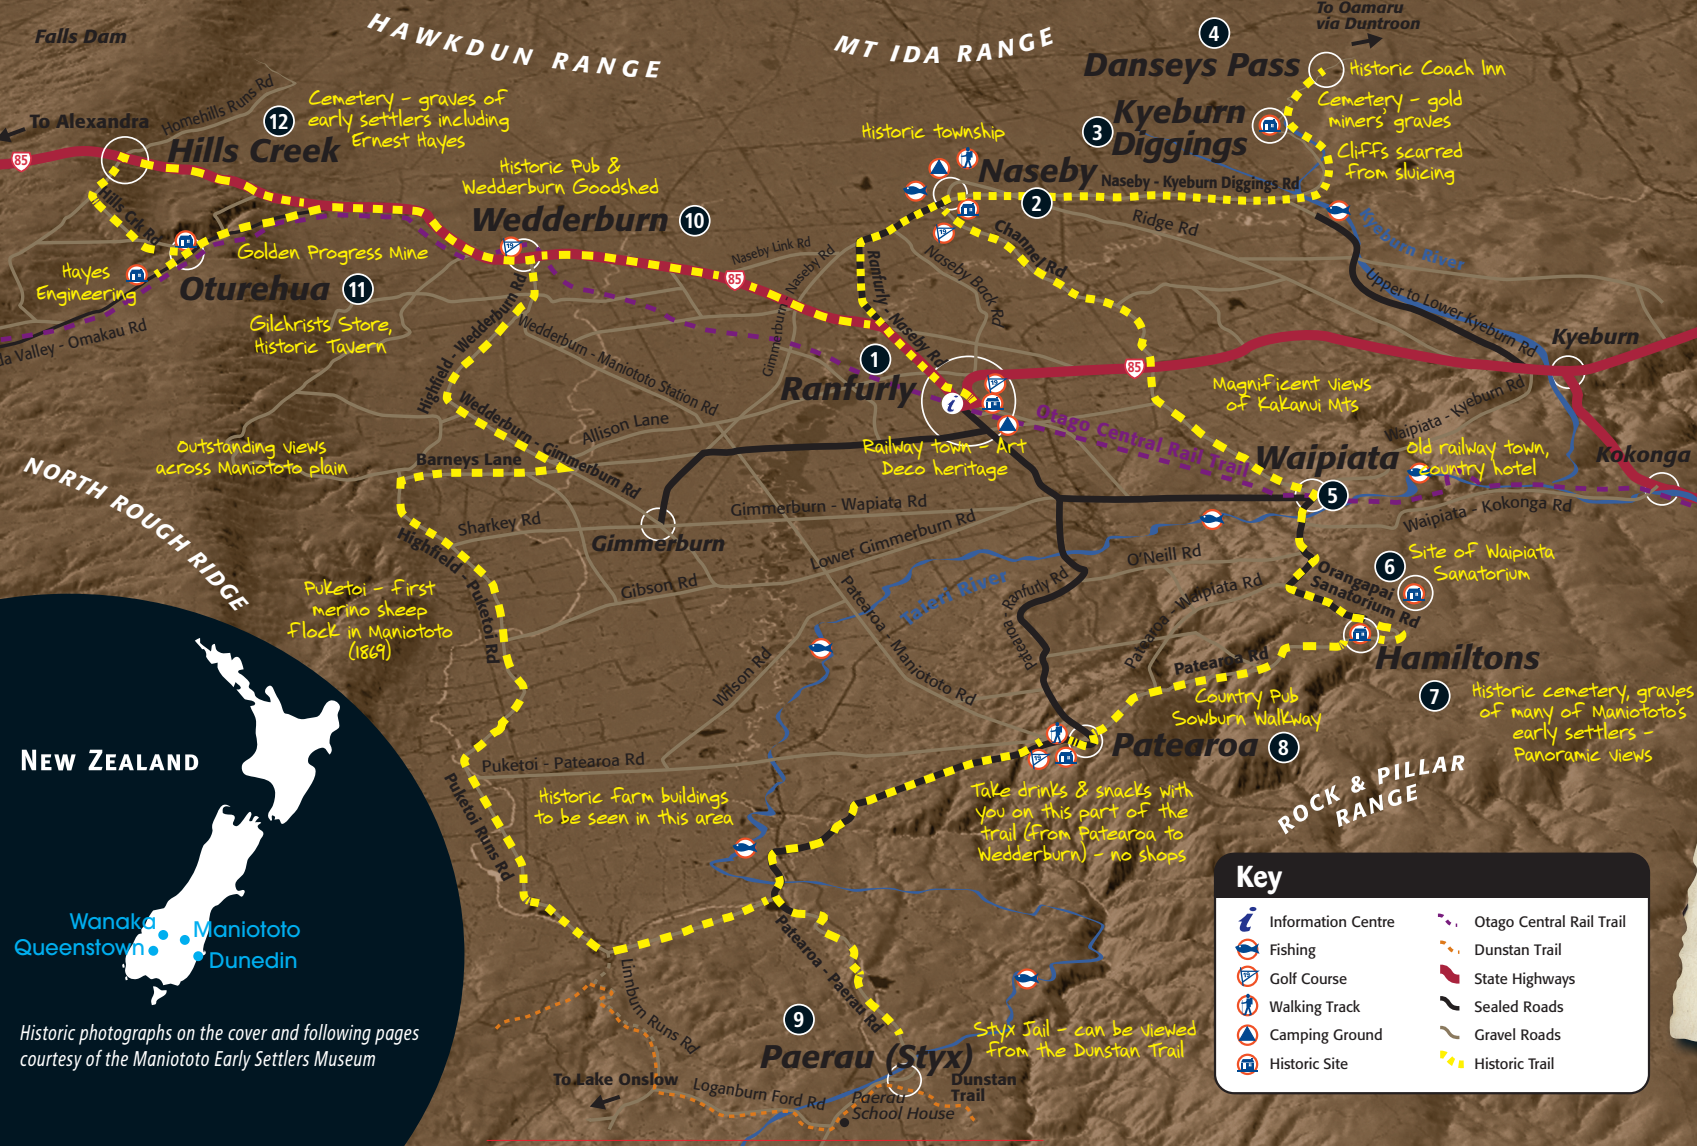 Falls Dam
HAWKDUN RANGE
MT IDA RANGE
To Oamaru
via Duntroon
4
Danseys Pass
Historic Coach Inn
Kyeburn
Diggings
3
Cemetery - gold
miners' graves
Cliffs scarred
from sluicing
To Alexandra
Homehills Runs Rd
12
Cemetery - graves of
early settlers including
Ernest Hayes
85
Hills Creek
Historic township
Naseby
2
Naseby - Kyeburn Diggings Rd
Historic Pub &
Wedderburn Goodshed
Wedderburn
10
Hills Crk Rd
Golden Progress Mine
Hayes
Engineering
Oturehua
11
Gilchrists Store,
Historic Tavern
da Valley - Omakau Rd
Naseby Link Rd
85
Gimmerburn - Naseby Rd
Ranfurly - Naseby Rd
Channel Rd
Naseby Back Rd
Ridge Rd
Kyeburn River
Upper to Lower Kyeburn Rd
Kyeburn
Highfield - Wedderburn Rd
Wedderburn - Maniototo Station Rd
1
Ranfurly
i
85
Magnificent views
of Kakanui Mts
Waipiata - Kyeburn Rd
Wedderburn - Gimmerburn Rd
Allison Lane
Railway town - Art
Deco heritage
Otago Central Rail Trail
Waipiata
5
Old railway town,
country hotel
Kokonga
Waipiata - Kokonga Rd
Outstanding views
across Maniototo plain
Barneys Lane
NORTH ROUGH RIDGE
Sharkey Rd
Gimmerburn
Gimmerburn - Wapiata Rd
Lower Gimmerburn Rd
Gibson Rd
Highfield - Puketoi Rd
Puketoi - First
merino sheep
flock in Maniototo
(1869)
Taieri River
Patearoa - Maniototo Rd
Patearoa - Ranfurly Rd
O'Neill Rd
Patearoa - Waipiata Rd
6
Site of Waipiata
Sanatorium
Orangapai
Sanatorium Rd
Hamiltons
7
Historic cemetery, graves
of many of Maniototo's
early settlers -
Panoramic views
Patearoa Rd
Wilson Rd
Country Pub
Sowburn Walkway
Patearoa
8
Puketoi - Patearoa Rd
Puketoi Runs Rd
Historic farm buildings
to be seen in this area
Take drinks & snacks with
you on this part of the
trail (from Patearoa to
Wedderburn) - no shops
ROCK & PILLAR
RANGE
Patearoa - Paerau Rd
Linnburn Runs Rd
9
Paerau (Styx)
Styx Jail - can be viewed
from the Dunstan Trail
To Lake Onslow
Loganburn Ford Rd
Paerau
School House
Dunstan
Trail
NEW ZEALAND
Wanaka
Queenstown
Maniototo
Dunedin
Historic photographs on the cover and following pages
courtesy of the Maniototo Early Settlers Museum
Key
i Information Centre
Fishing
Golf Course
Walking Track
Camping Ground
Historic Site
Otago Central Rail Trail
Dunstan Trail
State Highways
Sealed Roads
Gravel Roads
Historic Trail